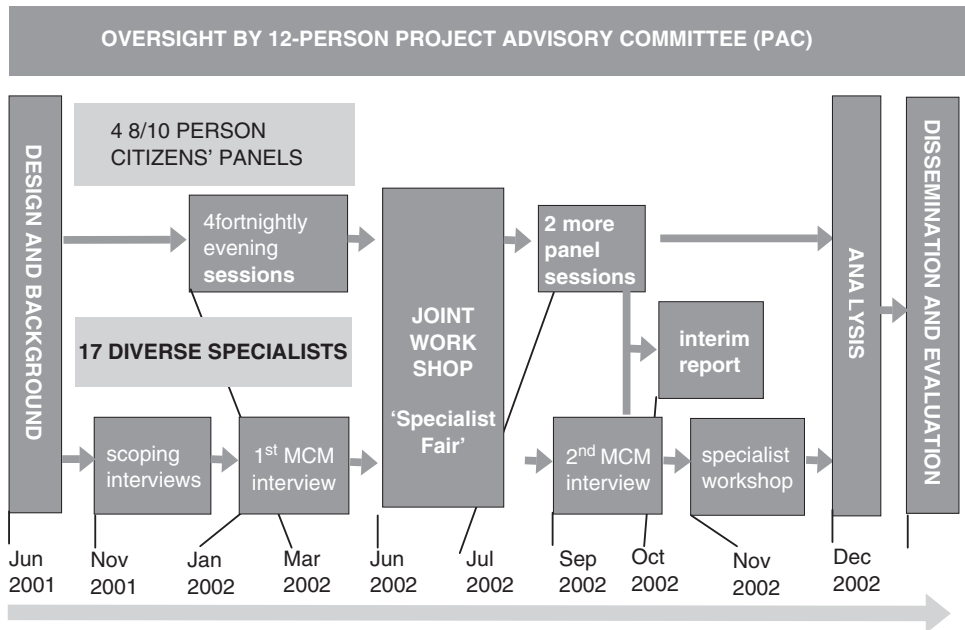 OVERSIGHT BY 12-PERSON PROJECT ADVISORY COMMITTEE (PAC)
DESIGN AND BACKGROUND
4 8/10 PERSON
CITIZENS’ PANELS
4fortnightly
evening
sessions
17 DIVERSE SPECIALISTS
scoping
interviews
1st MCM
interview
JOINT
WORK
SHOP
‘Specialist
Fair’
2 more
panel
sessions
interim
report
2nd MCM
interview
specialist
workshop
ANALYSIS
DISSEMINATION AND EVALUATION
Jun
2001
Nov
2001
Jan
2002
Mar
2002
Jun
2002
Jul
2002
Sep
2002
Oct
2002
Nov
2002
Dec
2002